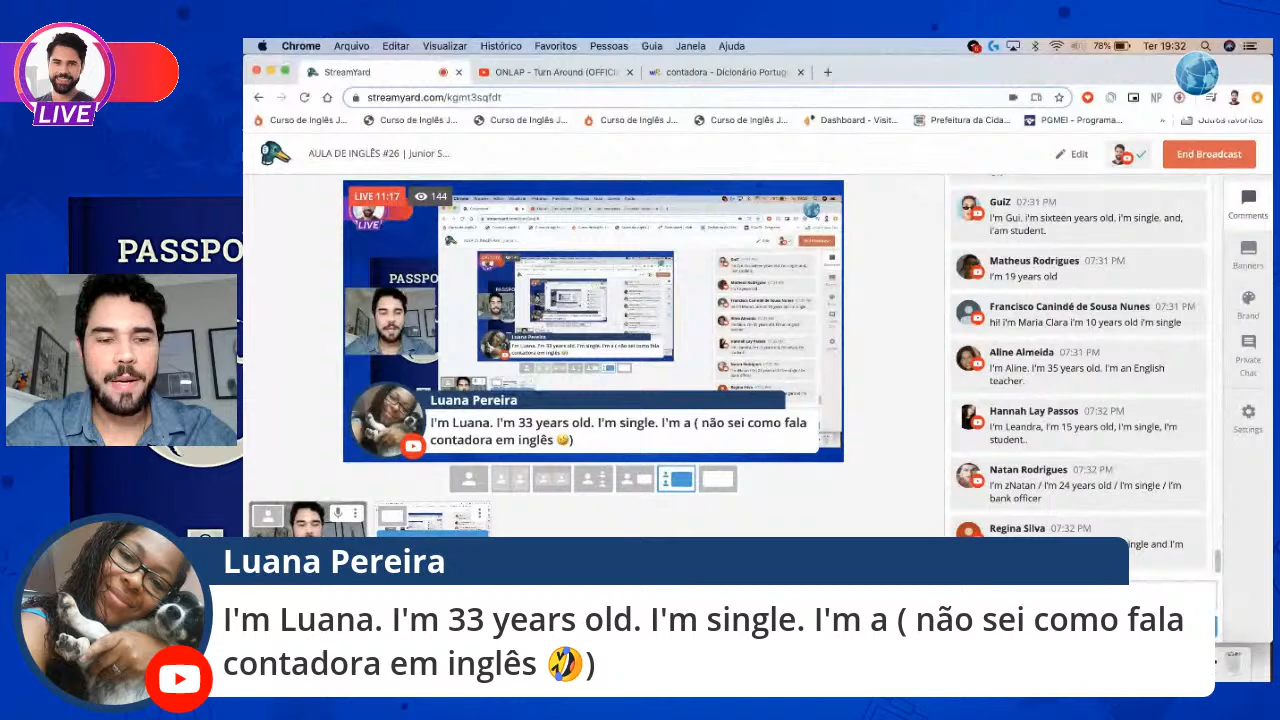 LIVE
Chrome Arquivo Editar Visualizar Histórico Favoritos Pessoas Guia Janela Ajuda
78% Ter 19:32
StreamYard
ONLAP - Turn Around (OFFICI
contadora - Dicionário Portug
streamyard.com/kgmt3sqfdt
Curso de Inglês J...
Curso de Inglês J...
Curso de Inglês J...
Curso de Inglês J...
Curso de Inglês J...
Dashboard - Visit...
Prefeitura da Cida...
PGMEI - Programa...
Outros favoritos
AULA DE INGLÊS #26 | Junior S...
Edit
End Broadcast
LIVE 11:17 144
LIVE
PASSPO
PASSPO
Luana Pereira
I'm Luana. I'm 33 years old. I'm single. I'm a ( não sei como fala
contadora em inglês 🤣)
GuiZ 07:31 PM
I'm Gui, i'm sixteen years old, i'm single, and,
i'am student.
Matheus Rodrigues 07:31 PM
I'm 19 years old
Francisco Canindé de Sousa Nunes 07:31 PM
hi! i'm Maria Clara i'm 10 years old i'm single
Aline Almeida 07:31 PM
I'm Aline. I'm 35 years old. I'm an English
teacher.
Hannah Lay Passos 07:32 PM
I'm Leandra, I'm 15 years old, I'm single, I'm
student..
Natan Rodrigues 07:32 PM
I'm zNatan / I'm 24 years old / I'm single / I'm
bank officer
Regina Silva 07:32 PM
ngle and I'm
Comments
Banners
Brand
Private
Chat
Settings
Luana Pereira
I'm Luana. I'm 33 years old. I'm single. I'm a ( não sei como fala
contadora em inglês 🤣)